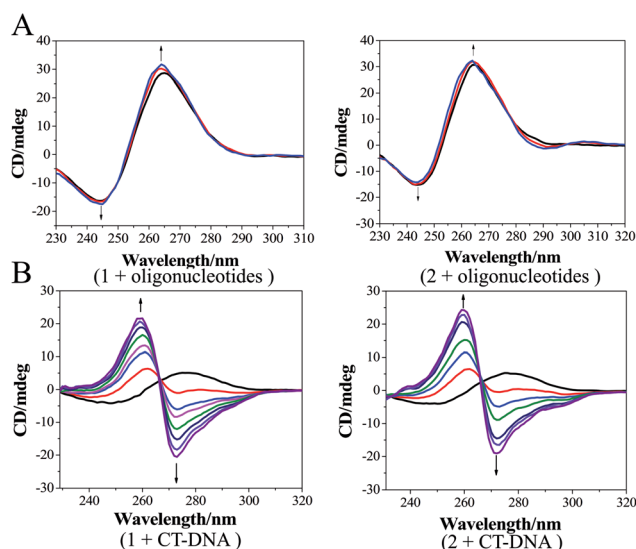 A
CD/mdeg
40
30
20
10
0
-10
-20
230 240 250 260 270 280 290 300 310
Wavelength/nm
(1 + oligonucleotides )
CD/mdeg
40
30
20
10
0
-10
-20
-30
230 240 250 260 270 280 290 300 310 320
Wavelength/nm
(2 + oligonucleotides )
B
CD/mdeg
30
20
10
0
-10
-20
-30
240 260 280 300 320
Wavelength/nm
(1 + CT-DNA )
CD/mdeg
30
20
10
0
-10
-20
-30
240 260 280 300 320
Wavelength/nm
(2 + CT-DNA )